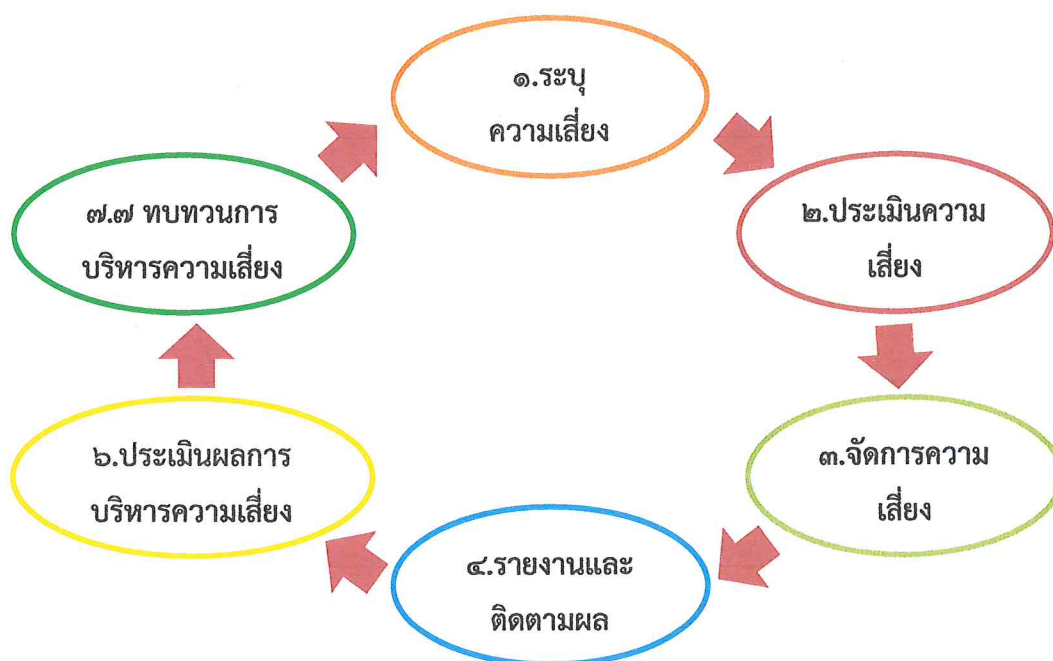 ๑.ระบุ
ความเสี่ยง
๒.ประเมินความ
เสี่ยง
๓.จัดการความ
เสี่ยง
๔.รายงานและ
ติดตามผล
๖.ประเมินผลการ
บริหารความเสี่ยง
๗.๗ ทบทวนการ
บริหารความเสี่ยง